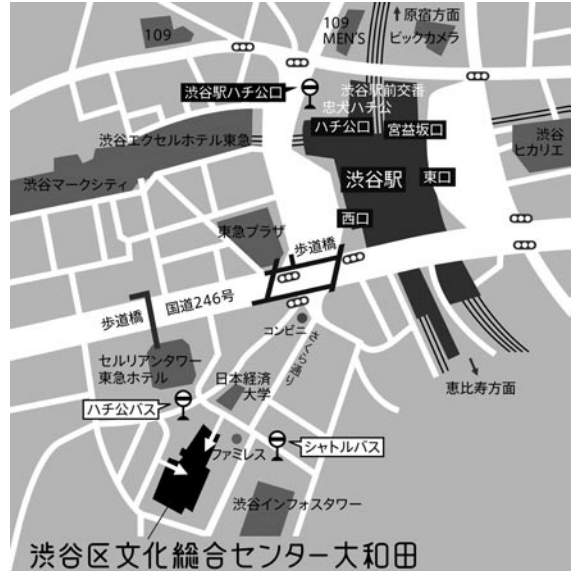 109
109
MEN'S
↑原宿方面
ビックカメラ
渋谷駅ハチ公口
渋谷駅前交番
忠犬ハチ公
ハチ公口
宮益坂口
渋谷エクセルホテル東急
渋谷
ヒカリエ
渋谷マークシティ
渋谷駅
東口
西口
東急プラザ
歩道橋
国道246号
歩道橋
コンビニ
さくら通り
セルリアンタワー
東急ホテル
日本経済
大学
恵比寿方面
ハチ公バス
ファミレス
シャトルバス
渋谷インフォスタワー
渋谷区文化総合センター大和田